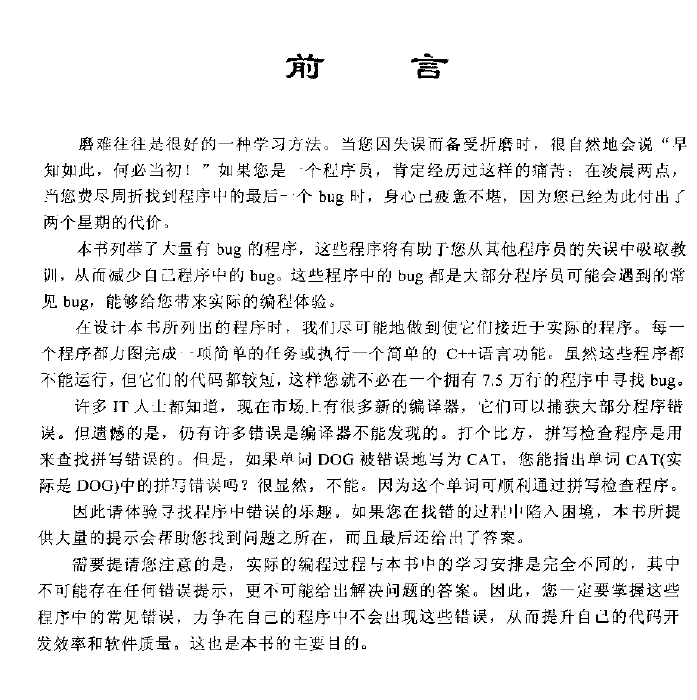 前 言
磨难往往是很好的一种学习方法。当您因失误而备受折磨时，很自然地会说“早
知如此，何必当初！”如果您是一个程序员，肯定经历过这样的痛苦：在凌晨两点，
当您费尽周折找到程序中的最后一个 bug 时，身心已疲惫不堪，因为您已经为此付出了
两个星期的代价。
本书列举了大量有 bug 的程序，这些程序将有助于您从其他程序员的失误中吸取教
训，从而减少自己程序中的 bug。这些程序中的 bug 都是大部分程序员可能会遇到的常
见 bug，能够给您带来实际的编程体验。
在设计本书所列出的程序时，我们尽可能地做到使它们接近于实际的程序。每一
个程序都力图完成一项简单的任务或执行一个简单的 C++语言功能。虽然这些程序都
不能运行，但它们的代码都较短，这样您就不必在一个拥有 7.5 万行的程序中寻找 bug。
许多 IT 人士都知道，现在市场上有很多新的编译器，它们可以捕获大部分程序错
误。但遗憾的是，仍有许多错误是编译器不能发现的。打个比方，拼写检查程序是用
来查找拼写错误的。但是，如果单词 DOG 被错误地写为 CAT，您能指出单词 CAT(实
际是 DOG)中的拼写错误吗？很显然，不能。因为这个单词可顺利通过拼写检查程序。
因此请体验寻找程序中错误的乐趣。如果您在找错的过程中陷入困境，本书所提
供大量的提示会帮助您找到问题之所在，而且最后还给出了答案。
需要提请您注意的是，实际的编程过程与本书中的学习安排是完全不同的，其中
不可能存在任何错误提示，更不可能给出解决问题的答案。因此，您一定要掌握这些
程序中的常见错误，力争在自己的程序中不会出现这些错误，从而提升自己的代码开
发效率和软件质量。这也是本书的主要目的。